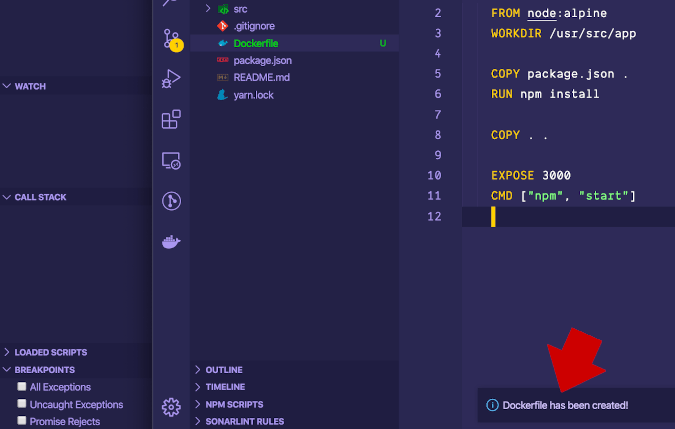 WATCH
CALL STACK
LOADED SCRIPTS
BREAKPOINTS
All Exceptions
Uncaught Exceptions
Promise Rejects
1
src
.gitignore
Dockerfile U
package.json
README.md
yarn.lock
OUTLINE
TIMELINE
NPM SCRIPTS
SONARLINT RULES
2 FROM node:alpine
3 WORKDIR /usr/src/app
4
5 COPY package.json .
6 RUN npm install
7
8 COPY . .
9
10 EXPOSE 3000
11 CMD ["npm", "start"]
12
Dockerfile has been created!